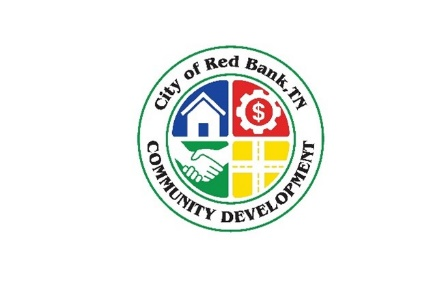 City of Red Bank, TN
$
COMMUNITY DEVELOPMENT